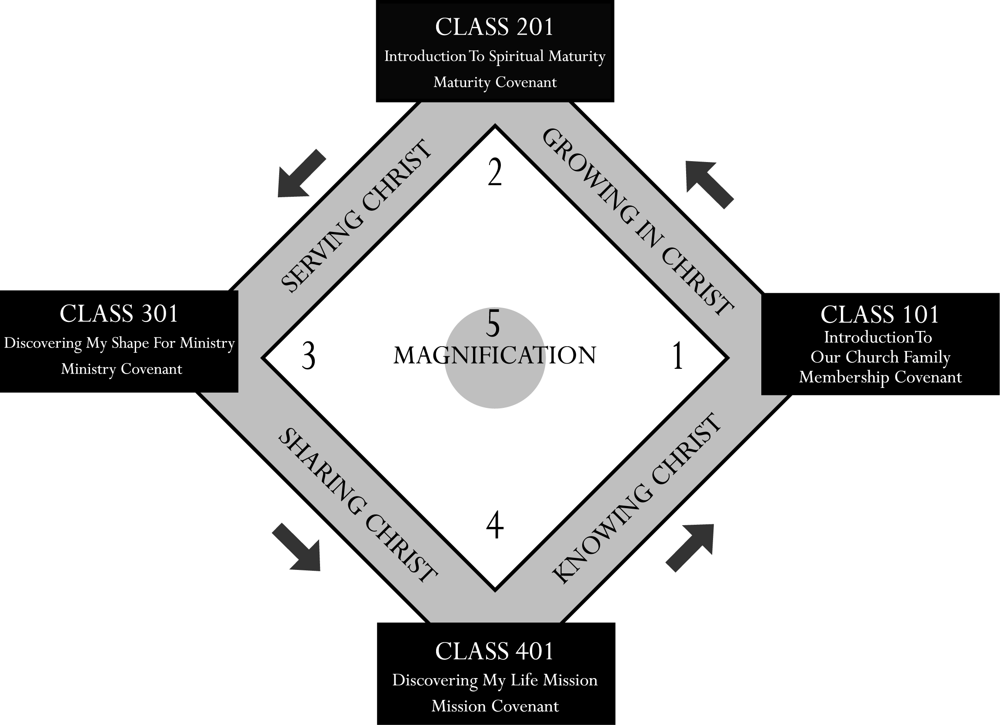 CLASS 201
Introduction To Spiritual Maturity
Maturity Covenant
SERVING CHRIST
GROWING IN CHRIST
2
CLASS 301
Discovering My Shape For Ministry
Ministry Covenant
3
5
MAGNIFICATION
1
CLASS 101
Introduction To
Our Church Family
Membership Covenant
SHARING CHRIST
KNOWING CHRIST
4
CLASS 401
Discovering My Life Mission
Mission Covenant